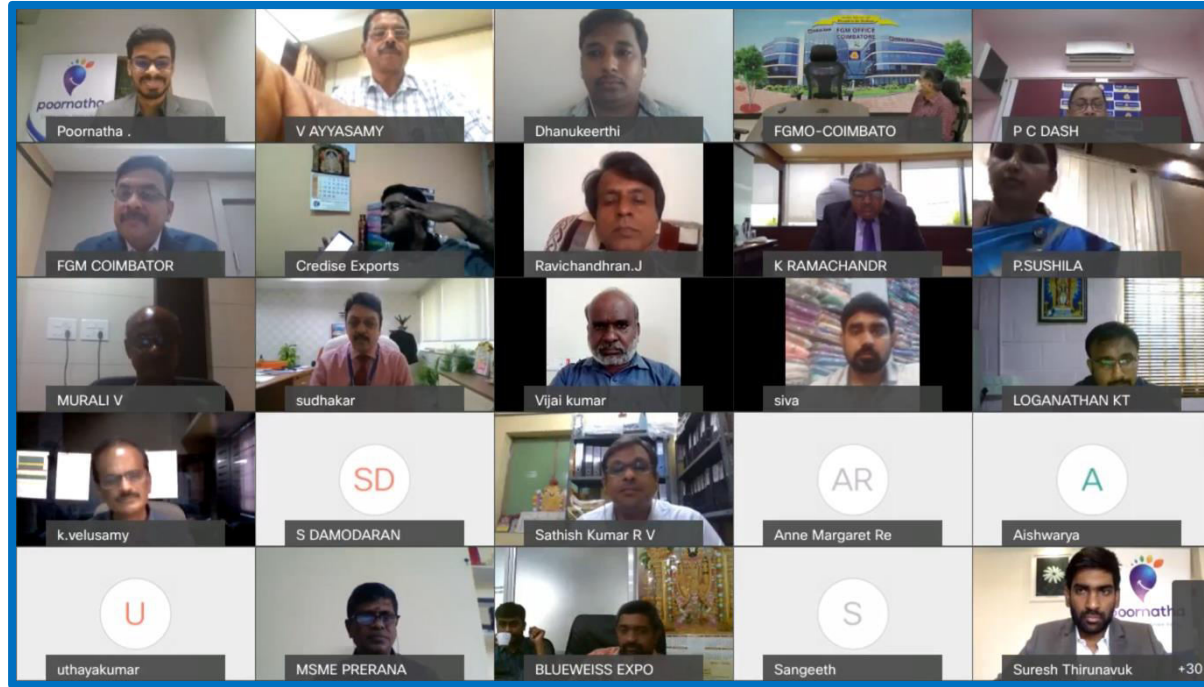 poornatha
Poornatha .
V AYYASAMY
Dhanukeerthi
FGM OFFICE
COIMBATORE
FGMO-COIMBATO
P C DASH
FGM COIMBATOR
Credise Exports
Ravichandhran.J
K RAMACHANDR
P.SUSHILA
MURALI V
sudhakar
Vijai kumar
siva
LOGANATHAN KT
k.velusamy
SD
S DAMODARAN
Sathish Kumar R V
AR
Anne Margaret Re
A
Aishwarya
U
uthayakumar
MSME PRERANA
BLUEWEISS EXPO
S
Sangeeth
poornatha
Suresh Thirunavuk
+30